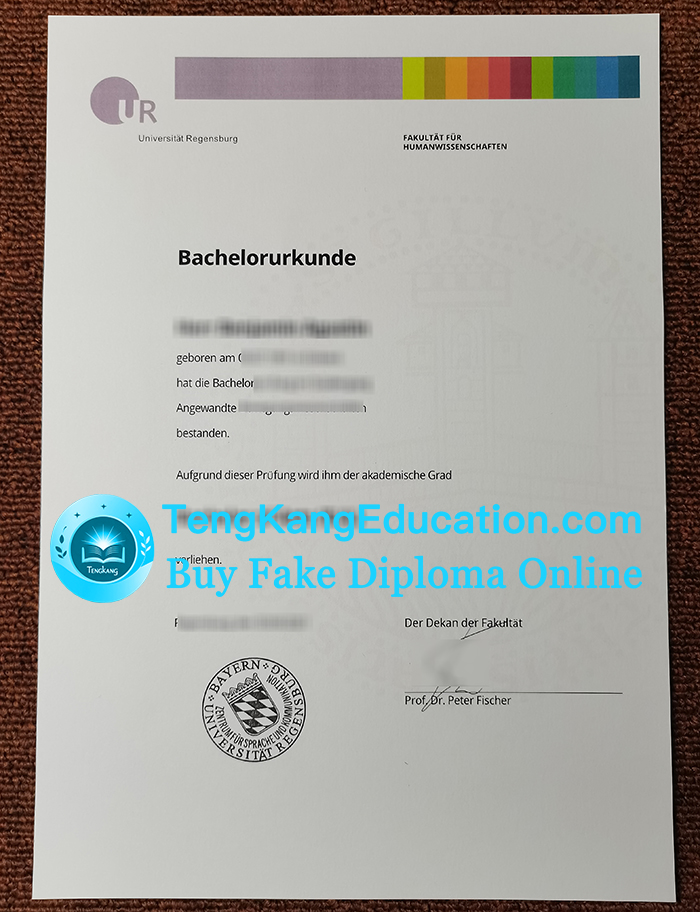 UR
Universität Regensburg
FAKULTÄT FÜR
HUMANWISSENSCHAFTEN
Bachelorurkunde
geboren am
hat die Bachelor
Angewandte
bestanden.
Aufgrund dieser Prüfung wird ihm der akademische Grad
TengKangEducation.com
TENGKANG
verliehen.
Buy Fake Diploma Online
Der Dekan der Fakultät
Prof. Dr. Peter Fischer
BAYERN
UNIVERSITÄT REGENSBURG
ZENTRUM FÜR SPRACHE UND KOMMUNIKATION